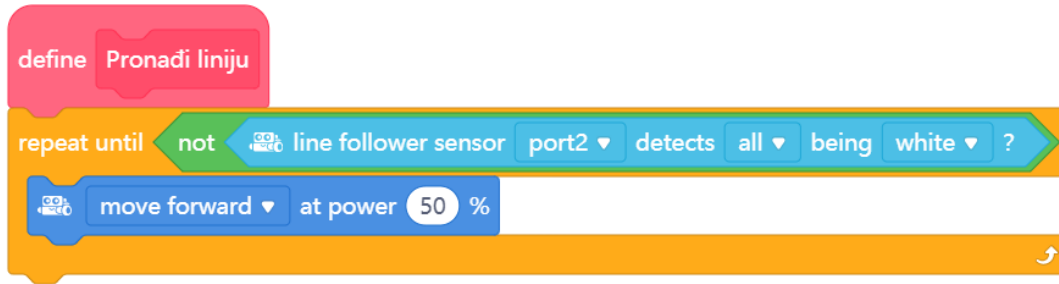 define Pronađi liniju
repeat until not line follower sensor port2 detects all being white ?
move forward at power 50 %